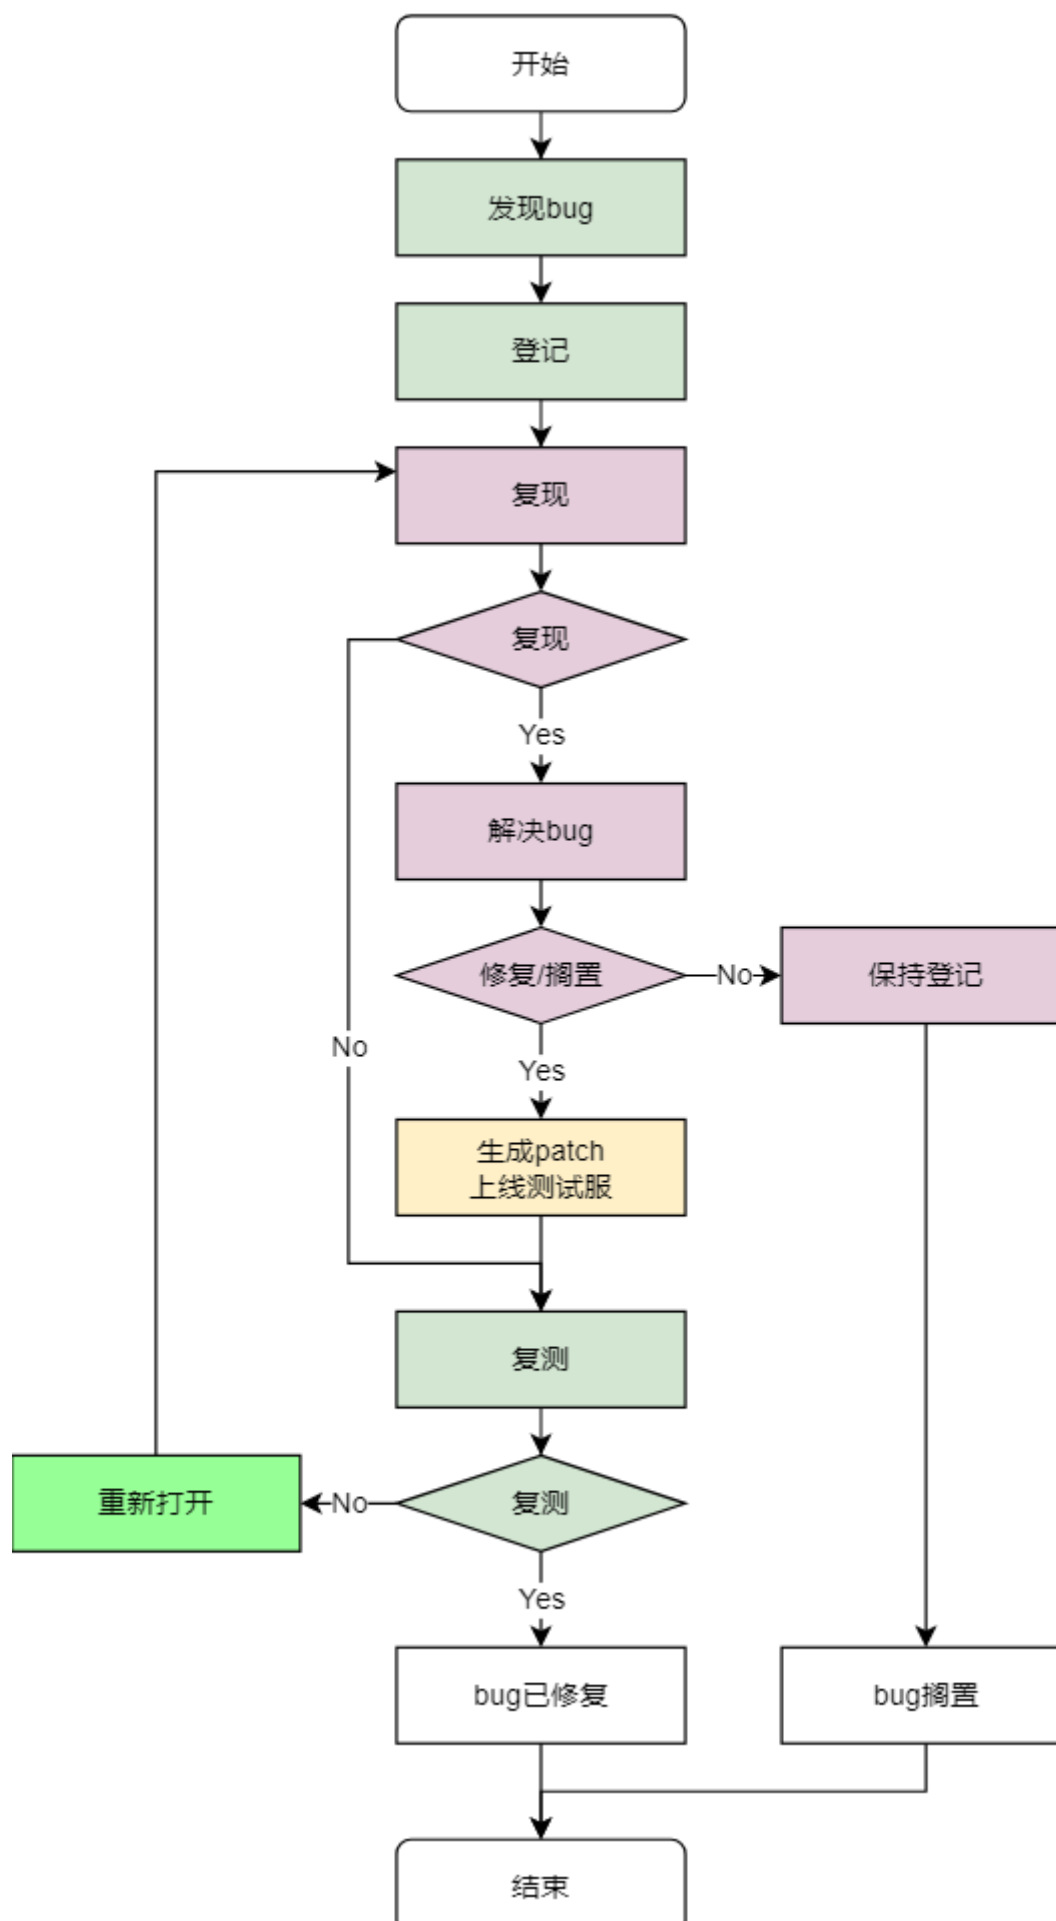 开始
发现bug
登记
复现
复现
Yes
解决bug
修复/搁置
No
保持登记
No
Yes
生成patch
上线测试服
复测
重新打开
No
复测
Yes
bug已修复
bug搁置
结束